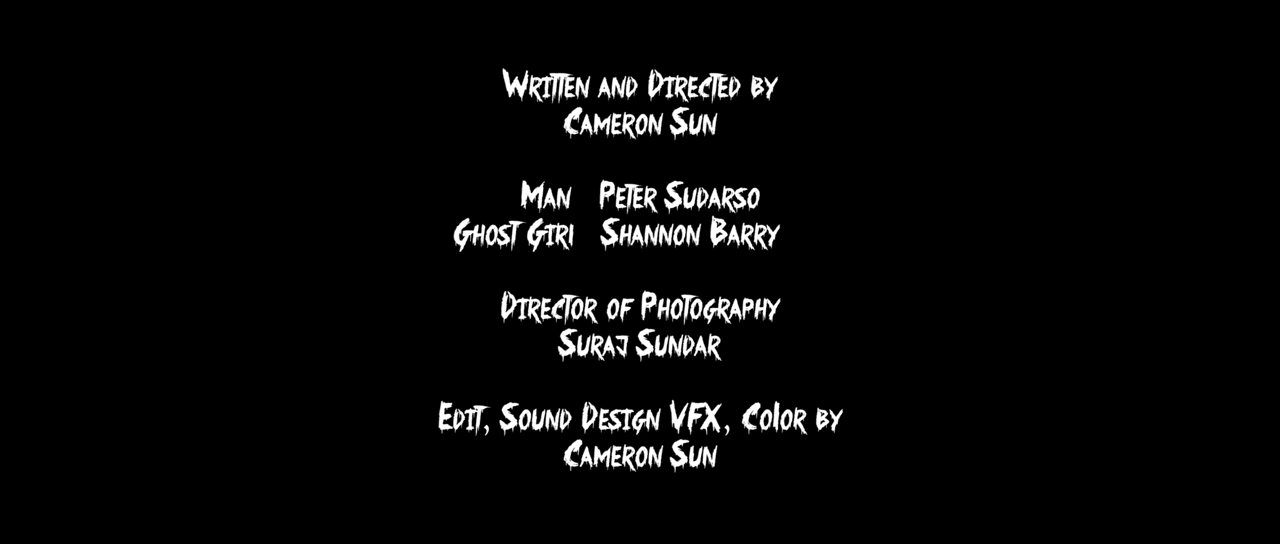 Written and Directed by
Cameron Sun
Man Peter Sudarso
Ghost Girl Shannon Barry
Director of Photography
Suraj Sundar
Edit, Sound Design VFX, Color by
Cameron Sun